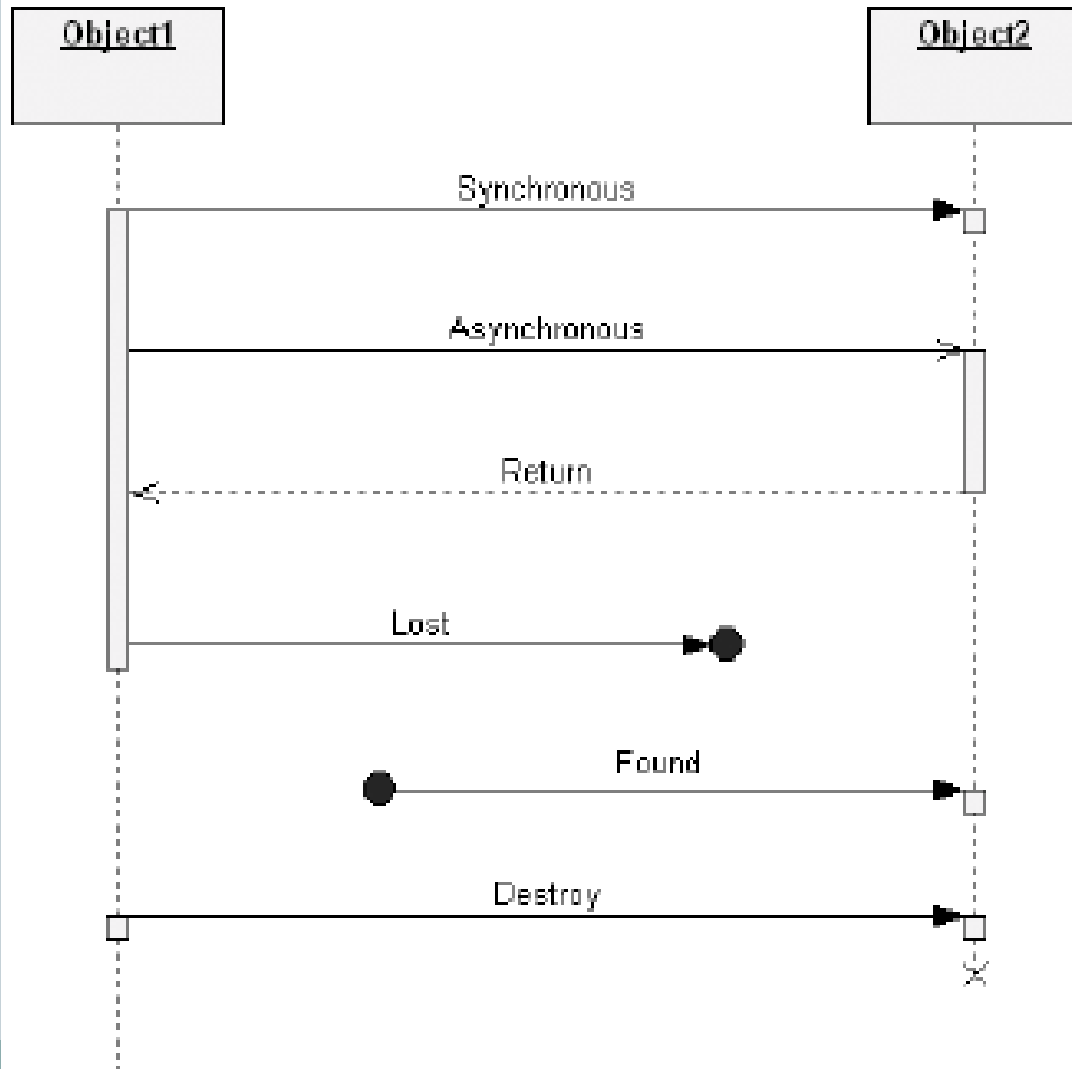 Object1
Object2
Synchronous
Asynchronous
Return
Lost
Found
Destroy